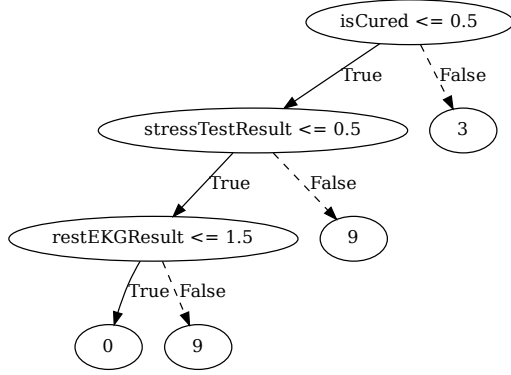 isCured <= 0.5
True
False
stressTestResult <= 0.5
3
True
False
restEKGResult <= 1.5
9
True
False
0
9